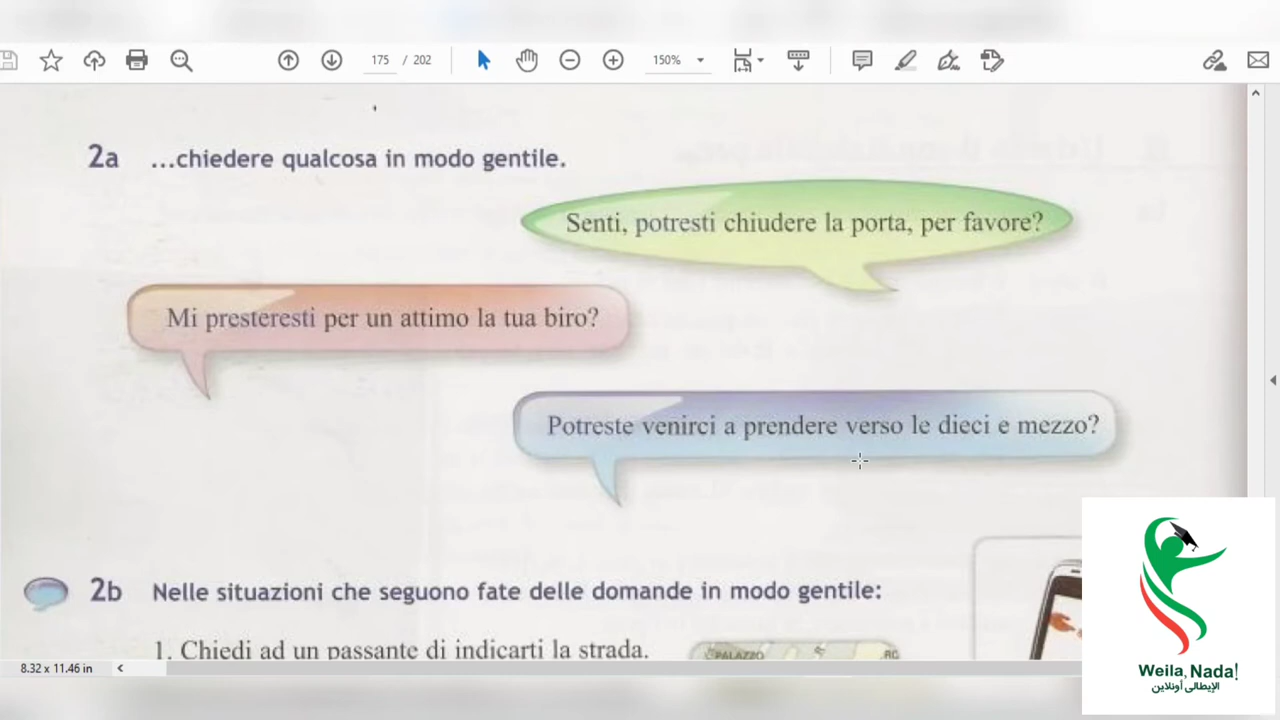 175 / 202
150%
2a ...chiedere qualcosa in modo gentile.
Senti, potresti chiudere la porta, per favore?
Mi presteresti per un attimo la tua biro?
Potreste venirci a prendere verso le dieci e mezzo?
2b Nelle situazioni che seguono fate delle domande in modo gentile:
1. Chiedi ad un passante di indicarti la strada.
PALAZZO
8.32 x 11.46 in
Weila, Nada!
الإيطالى أونلاين